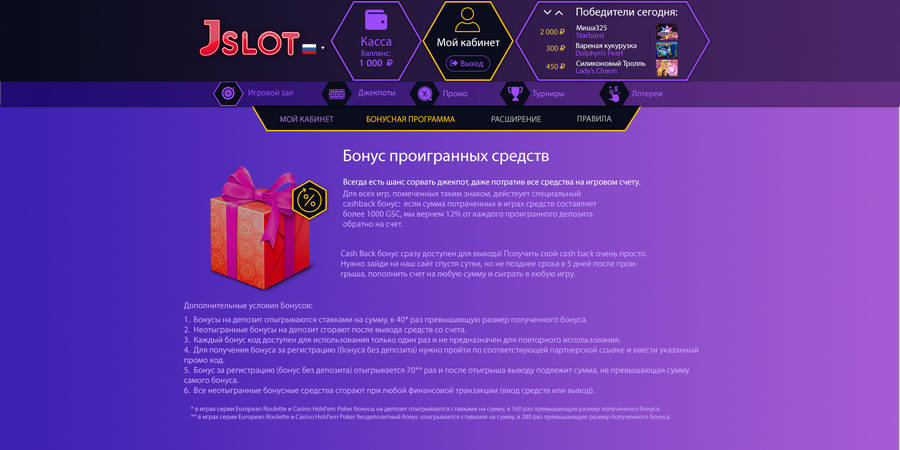 JSLOT
Касса
Балланс:
1 000 ₽
Мой кабинет
Выход
Победители сегодня:
2 000 ₽
Миша325
Starburst
300 ₽
Вареная кукурузка
Dolphyn's Pearl
450 ₽
Силиконовый Тролль
Lady's Charm
Игровой зал
Джекпоты
Промо
Турниры
Лотереи
МОЙ КАБИНЕТ
БОНУСНАЯ ПРОГРАММА
РАСШИРЕНИЕ
ПРАВИЛА
Бонус проигранных средств
Всегда есть шанс сорвать джекпот, даже потратив все средства на игровом счету.
Для всех игр, помеченных таким знаком, действует специальный
cashback бонус: если сумма потраченных в играх средств составляет
более 1000 GSC, мы вернем 12% от каждого проигранного депозита
обратно на счет.
Cash Back бонус сразу доступен для вывода! Получить свой cash back очень просто.
Нужно зайди на наш сайт спустя сутки, но не позднее срока в 5 дней после прои-
грыша, пополнить счет на любую сумму и сыграть в любую игру.
Дополнительные условия Бонусов:
1. Бонусы на депозит отыгрываются ставками на сумму, в 40* раз превышающую размер полученного бонуса.
2. Неотыгранные бонусы на депозит сгорают после вывода средств со счета.
3. Каждый бонус код доступен для использования только один раз и не предназначен для повторного использования.
4. Для получения бонуса за регистрацию (бонуса без депозита) нужно пройти по соответствующей партнерской ссылке и ввести указанный
промо код.
5. Бонус за регистрацию (бонус без депозита) отыгрывается 70** раз и после отыгрыша выводу подлежит сумма, не превышающая сумму
самого бонуса.
6. Все неотыгранные бонусные средства сгорают при любой финансовой транзакции (ввод средств или вывод).
* в играх серии European Roulette и Casino Hold'em Poker бонусы на депозит отыгрываются ставками на сумму, в 160 раз превышающую размер полученного бонуса.
** в играх серии European Roulette и Casino Hold'em Poker бездепозитный бонус отыгрывается ставками на сумму, в 280 раз превышающую размер полученного бонуса.